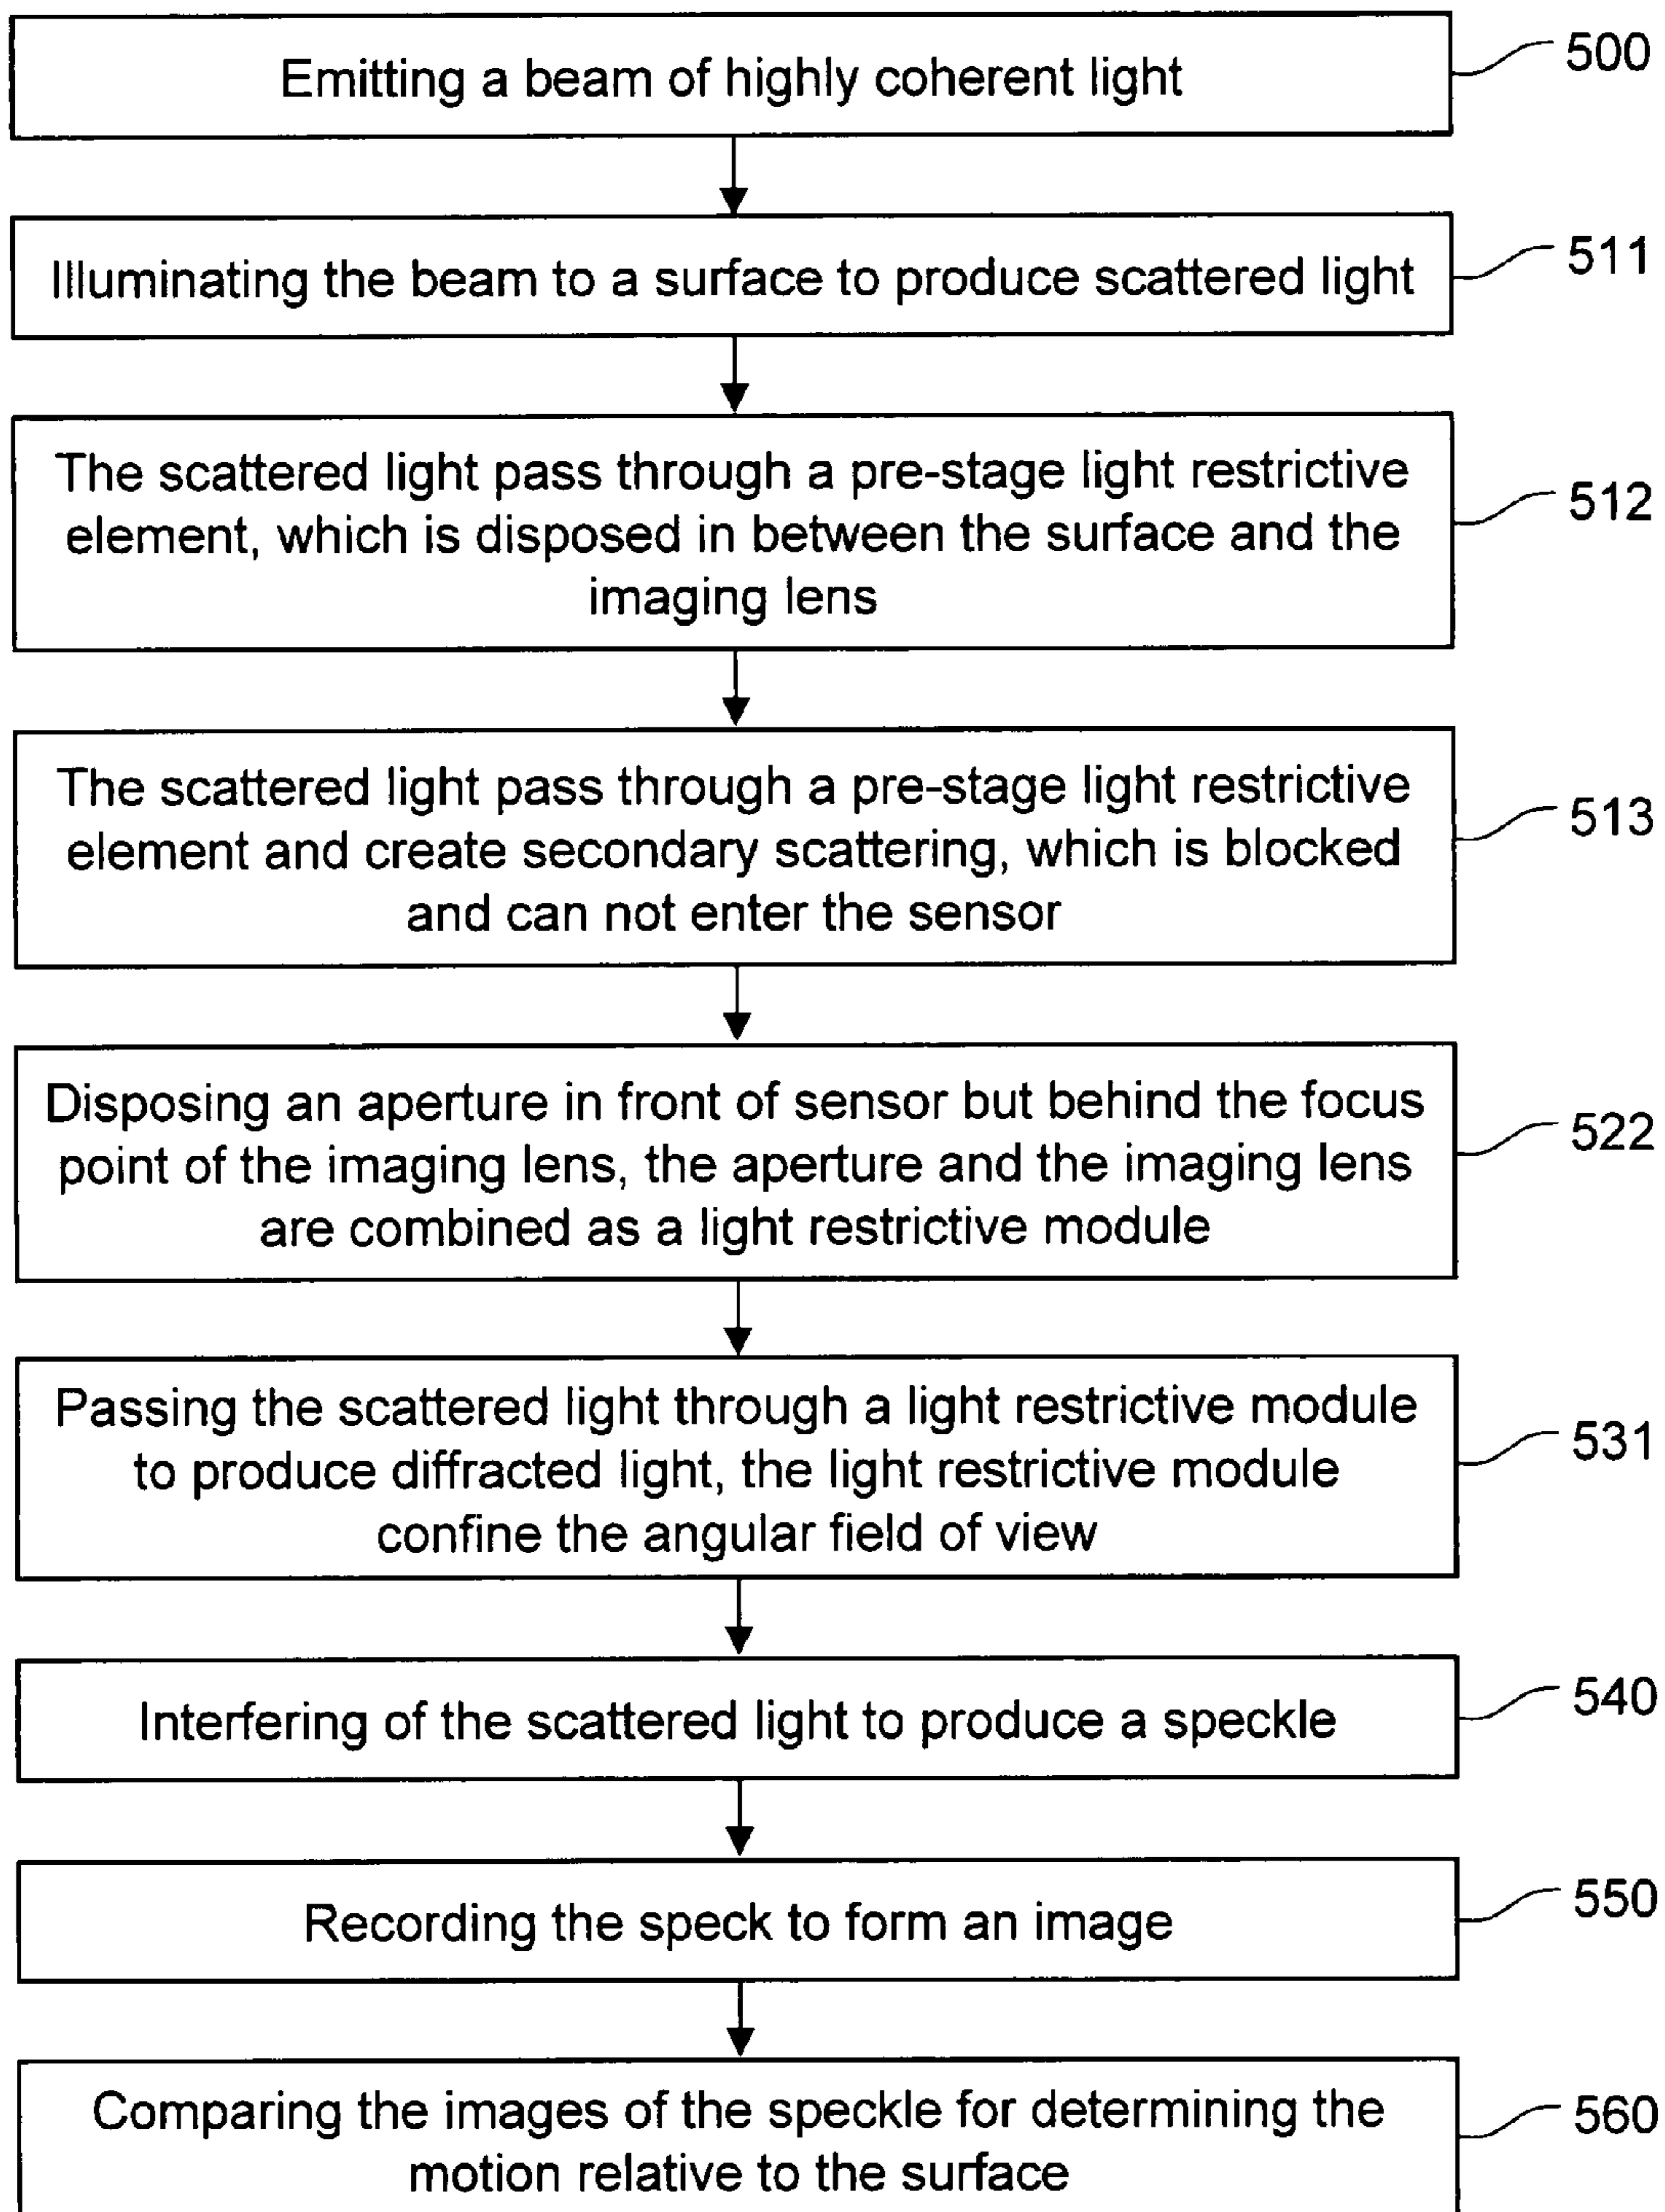 Emitting a beam of highly coherent light
500
Illuminating the beam to a surface to produce scattered light
511
The scattered light pass through a pre-stage light restrictive
element, which is disposed in between the surface and the
imaging lens
512
The scattered light pass through a pre-stage light restrictive
element and create secondary scattering, which is blocked
and can not enter the sensor
513
Disposing an aperture in front of sensor but behind the focus
point of the imaging lens, the aperture and the imaging lens
are combined as a light restrictive module
522
Passing the scattered light through a light restrictive module
to produce diffracted light, the light restrictive module
confine the angular field of view
531
Interfering of the scattered light to produce a speckle
540
Recording the speck to form an image
550
Comparing the images of the speckle for determining the
motion relative to the surface
560